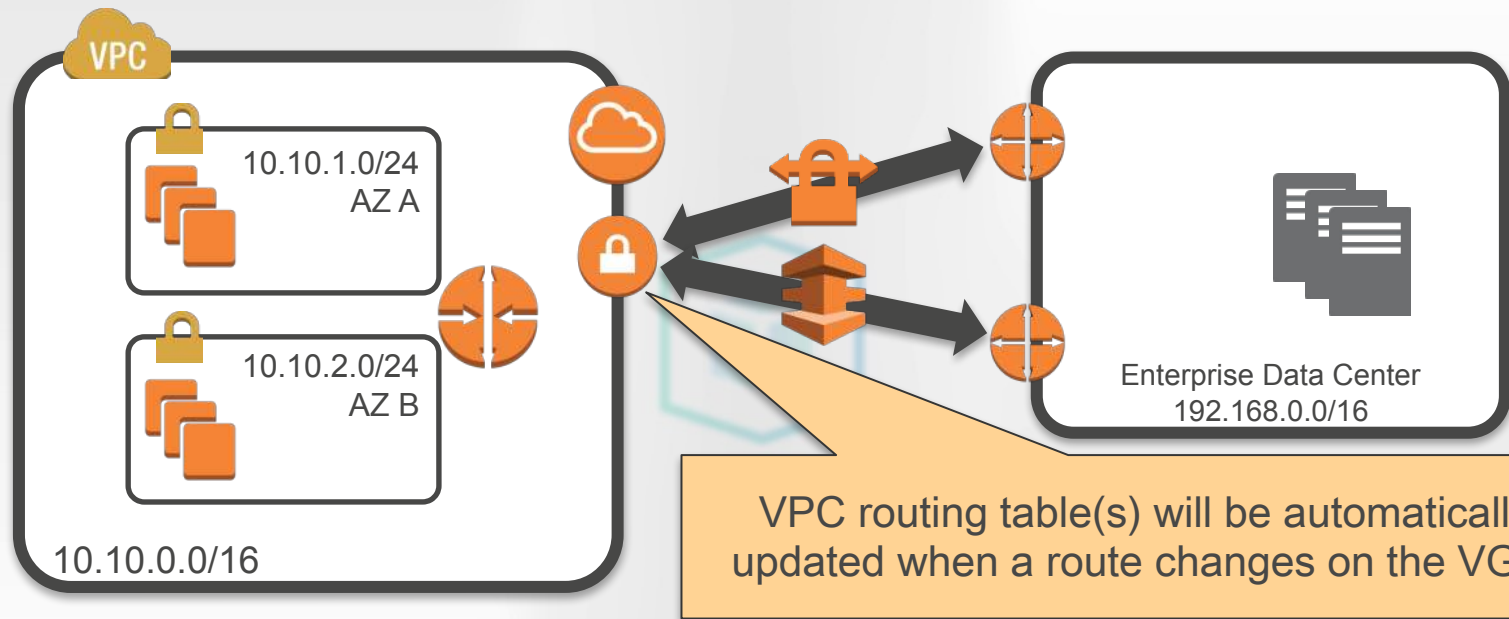 VPC
10.10.1.0/24
AZ A
10.10.2.0/24
AZ B
10.10.0.0/16
Enterprise Data Center
192.168.0.0/16
VPC routing table(s) will be automaticall
updated when a route changes on the VG